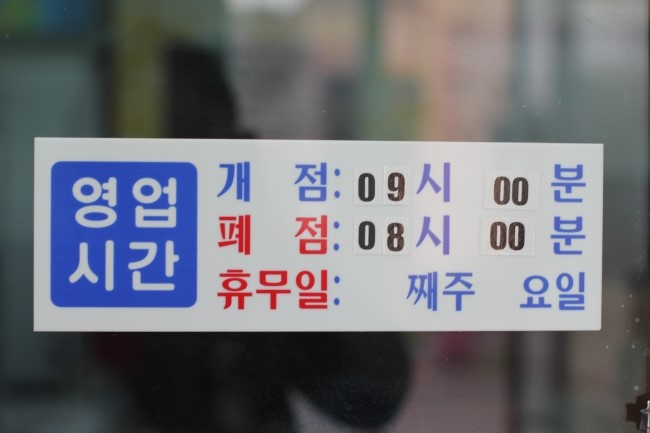 영업
시간
개 점: 09시 00분
폐 점: 08시 00분
휴무일: 째주 요일